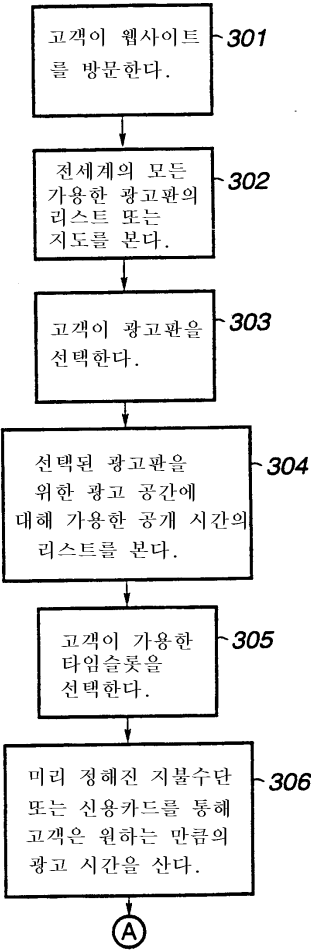 고객이 웹사이트
를 방문한다.
301
전세계의 모든
가용한 광고판의
리스트 또는
지도를 본다.
302
고객이 광고판을
선택한다.
303
선택된 광고판을
위한 광고 공간에
대해 가용한 공개 시간의
리스트를 본다.
304
고객이 가용한
타임슬롯을
선택한다.
305
미리 정해진 지불수단
또는 신용카드를 통해
고객은 원하는 만큼의
광고 시간을 산다.
306
A